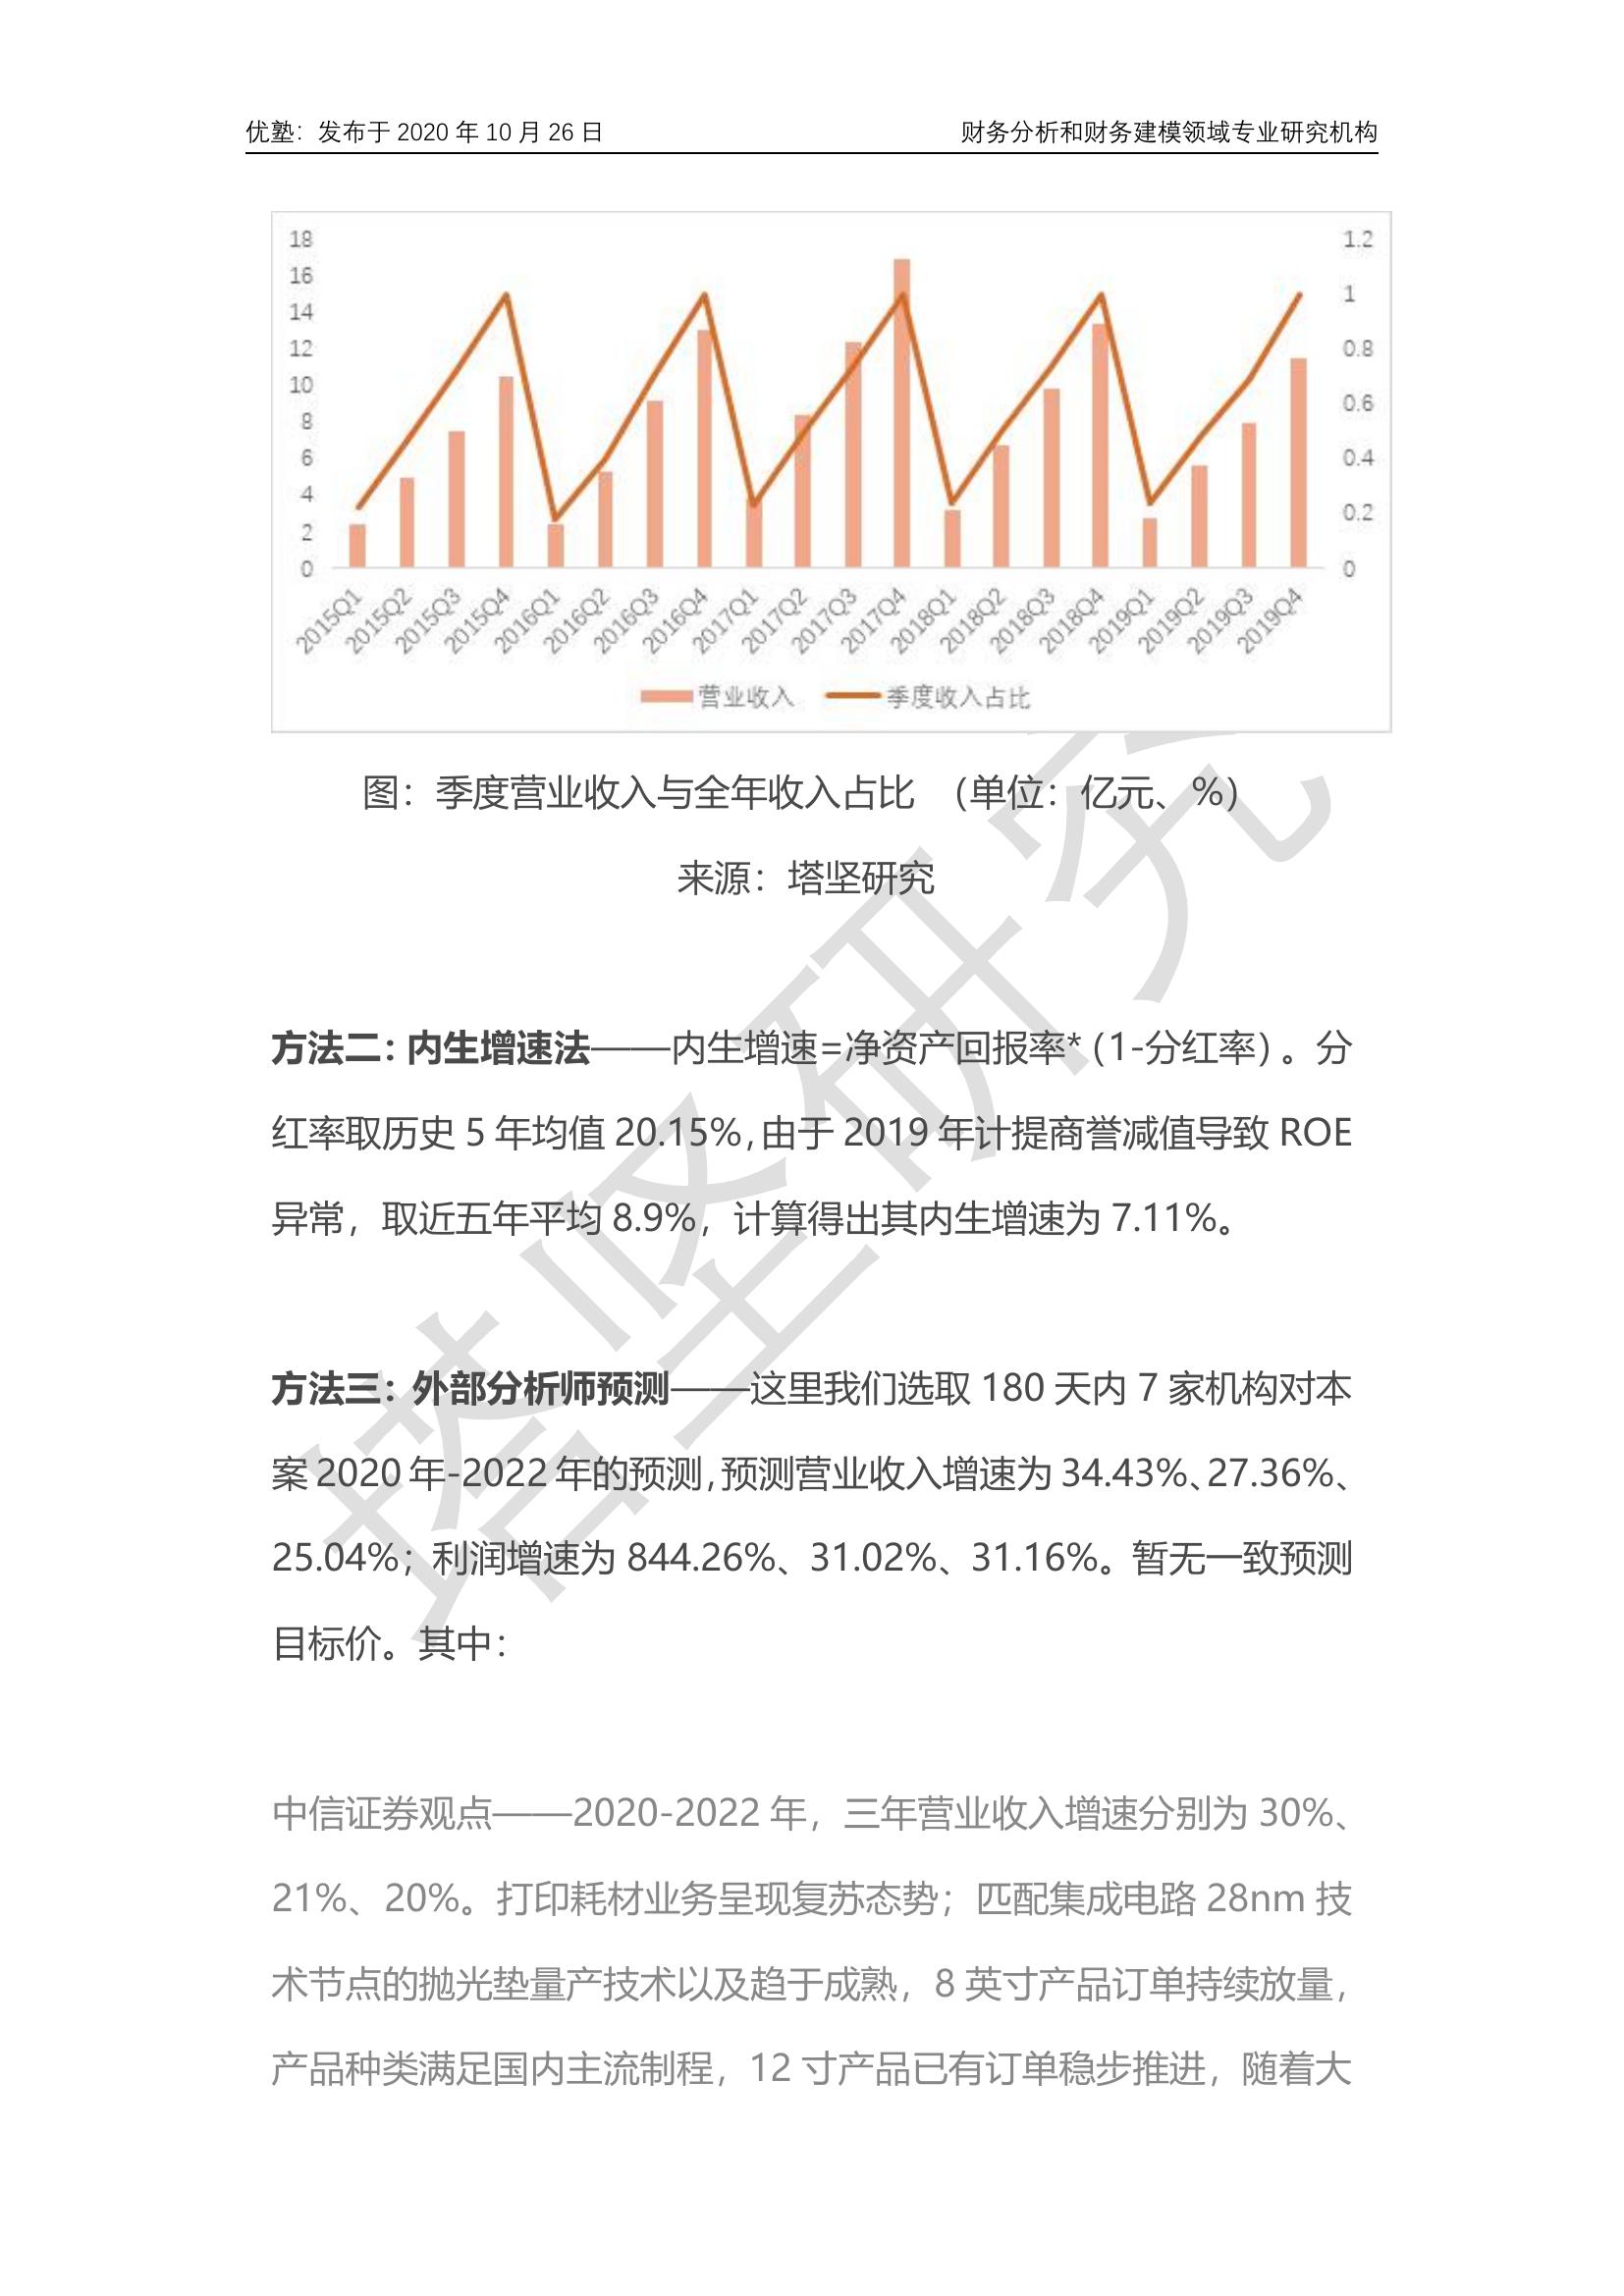 优塾：发布于 2020 年 10 月 26 日
财务分析和财务建模领域专业研究机构
18
16
14
12
10
8
6
4
2
0
1.2
1
0.8
0.6
0.4
0.2
0
2015Q1
2015Q2
2015Q3
2015Q4
2016Q1
2016Q2
2016Q3
2016Q4
2017Q1
2017Q2
2017Q3
2017Q4
2018Q1
2018Q2
2018Q3
2018Q4
2019Q1
2019Q2
2019Q3
2019Q4
营业收入 季度收入占比
图：季度营业收入与全年收入占比 （单位：亿元、%）
来源：塔坚研究
方法二：内生增速法——内生增速=净资产回报率*（1-分红率）。分
红率取历史 5 年均值 20.15%，由于 2019 年计提商誉减值导致 ROE
异常，取近五年平均 8.9%，计算得出其内生增速为 7.11%。
方法三：外部分析师预测——这里我们选取 180 天内 7 家机构对本
案 2020 年-2022 年的预测，预测营业收入增速为 34.43%、27.36%、
25.04%；利润增速为 844.26%、31.02%、31.16%。暂无一致预测
目标价。其中：
中信证券观点——2020-2022 年，三年营业收入增速分别为 30%、
21%、20%。打印耗材业务呈现复苏态势；匹配集成电路 28nm 技
术节点的抛光垫量产技术以及趋于成熟，8 英寸产品订单持续放量，
产品种类满足国内主流制程，12 寸产品已有订单稳步推进，随着大
塔坚研究